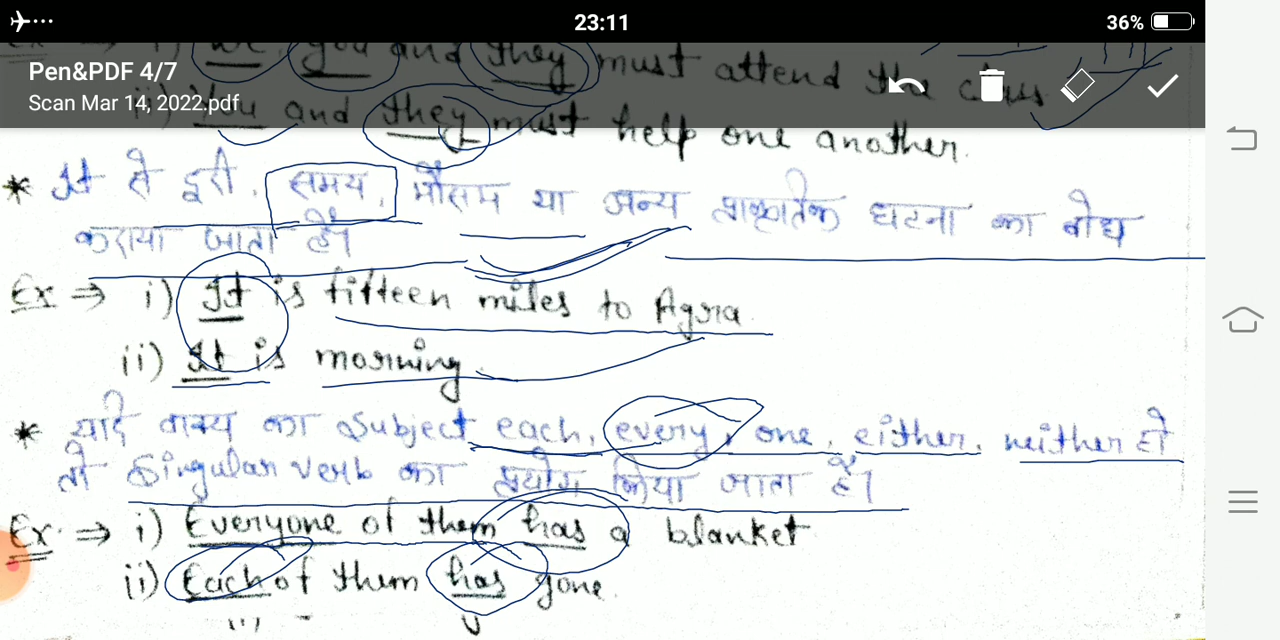 23:11 36%
Pen&PDF 4/7
Scan Mar 14, 2022.pdf
Ex ⇒ i) We, you and they must attend the class
ii) You and they must help one another.
* It से दूरी, समय, मौसम या अन्य प्राकृतिक घटना का बोध
कराया जाता है।
Ex ⇒ i) It is fifteen miles to Agra
ii) It is morning
* यदि वाक्य का Subject each, every, one, either, neither हो
तो Singular verb का प्रयोग किया जाता है।
Ex ⇒ i) Everyone of them has a blanket
ii) Each of them has gone.